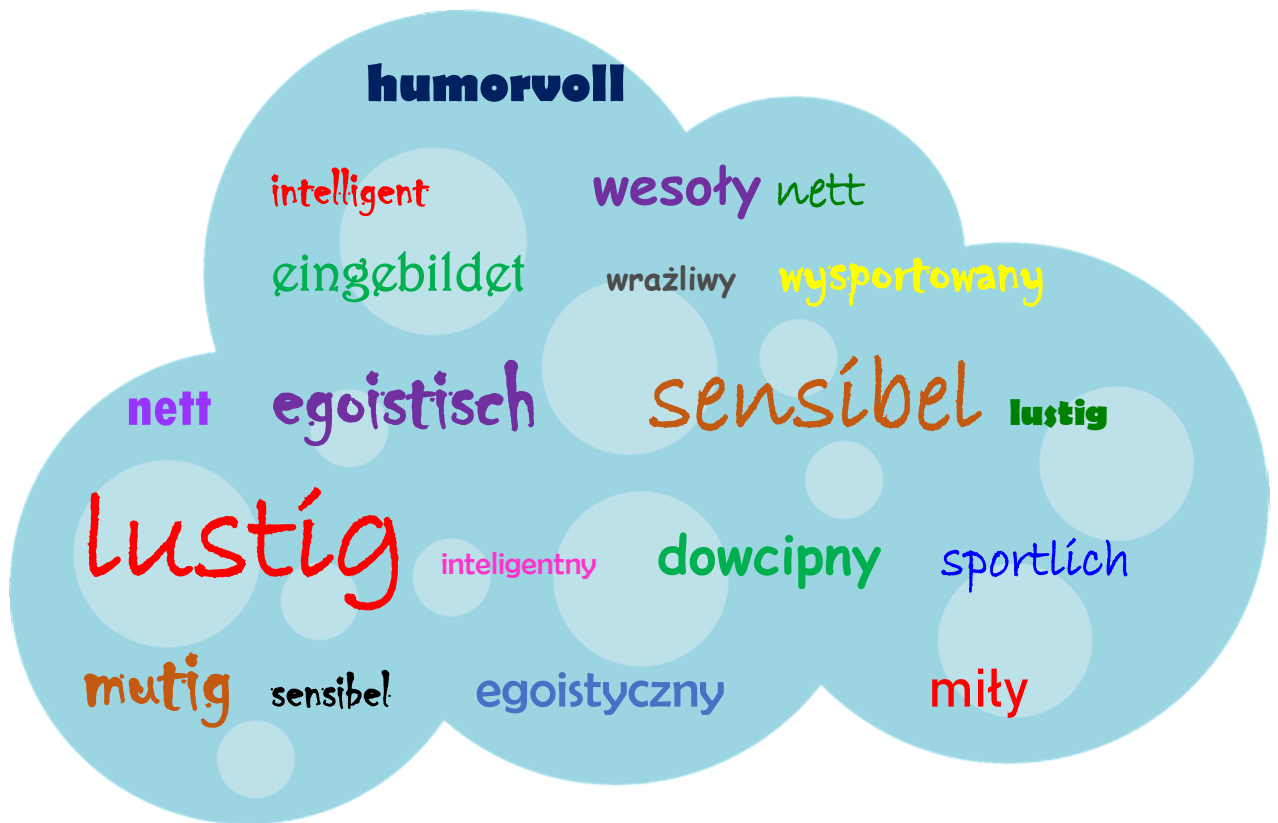 humorvoll
intelligent wesoły nett
eingebildet wrażliwy wysportowany
nett egoistisch sensibel lustig
lustig inteligentny dowcipny sportlich
mutig sensibel egoistyczny miły